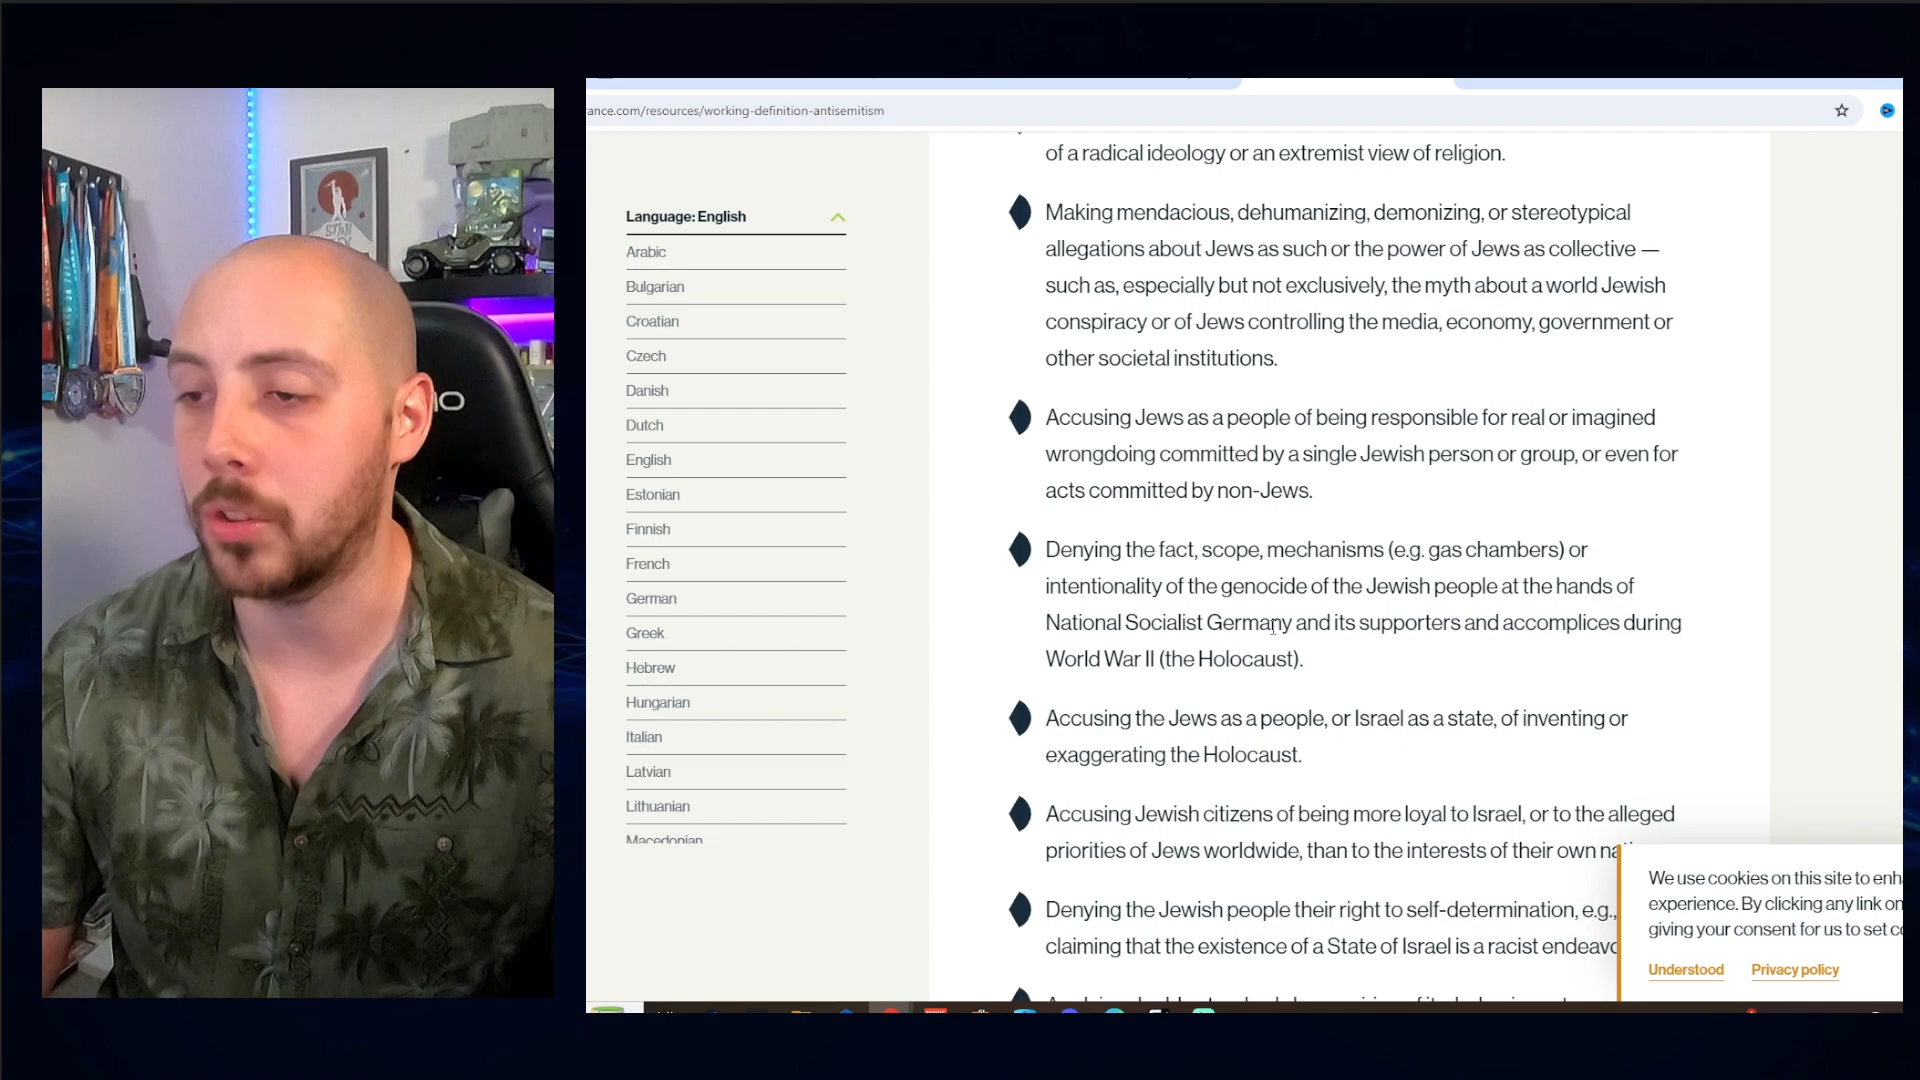 rance.com/resources/working-definition-antisemitism
of a radical ideology or an extremist view of religion.
Language: English
Arabic
Bulgarian
Croatian
Czech
Danish
Dutch
English
Estonian
Finnish
French
German
Greek
Hebrew
Hungarian
Italian
Latvian
Lithuanian
Macedonian
Making mendacious, dehumanizing, demonizing, or stereotypical
allegations about Jews as such or the power of Jews as collective —
such as, especially but not exclusively, the myth about a world Jewish
conspiracy or of Jews controlling the media, economy, government or
other societal institutions.
Accusing Jews as a people of being responsible for real or imagined
wrongdoing committed by a single Jewish person or group, or even for
acts committed by non-Jews.
Denying the fact, scope, mechanisms (e.g. gas chambers) or
intentionality of the genocide of the Jewish people at the hands of
National Socialist Germany and its supporters and accomplices during
World War II (the Holocaust).
Accusing the Jews as a people, or Israel as a state, of inventing or
exaggerating the Holocaust.
Accusing Jewish citizens of being more loyal to Israel, or to the alleged
priorities of Jews worldwide, than to the interests of their own
Denying the Jewish people their right to self-determination, e.g.,
claiming that the existence of a State of Israel is a racist
We use cookies on this site to
experience. By clicking any link on
giving your consent for us to set
Understood
Privacy policy
STAR